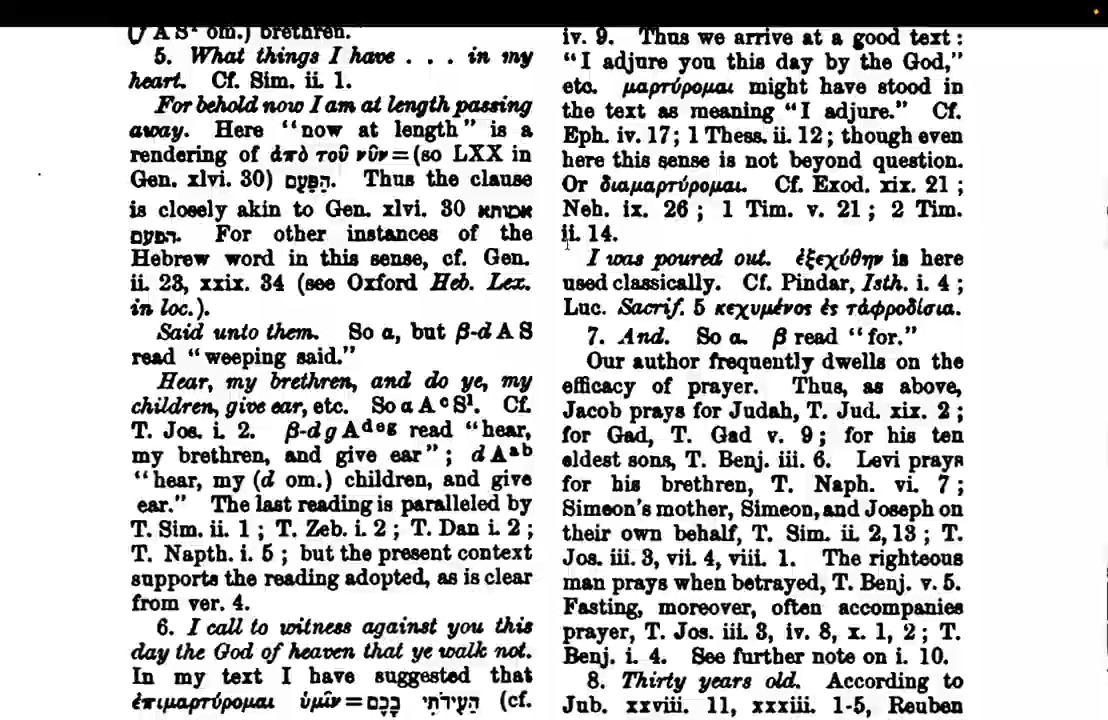 (J A S¹ om.) brethren.
5. What things I have . . . in my
heart. Cf. Sim. ii. 1.
For behold now I am at length passing
away. Here “now at length” is a
rendering of ἀπὸ τοῦ νῦν=(so LXX in
Gen. xlvi. 30) הַפַּעַם. Thus the clause
is closely akin to Gen. xlvi. 30 אמותא
הפעם. For other instances of the
Hebrew word in this sense, cf. Gen.
ii. 23, xxix. 34 (see Oxford Heb. Lex.
in loc.).
Said unto them. So α, but β-d A S
read “weeping said.”
Hear, my brethren, and do ye, my
children, give ear, etc. So α Aᶜ S¹. Cf.
T. Jos. i. 2. β-d g Aᵈᵉᵍ read “hear,
my brethren, and give ear”; d Aᵃᵇ
“hear, my (d om.) children, and give
ear.” The last reading is paralleled by
T. Sim. ii. 1; T. Zeb. i. 2; T. Dan i. 2;
T. Napth. i. 5; but the present context
supports the reading adopted, as is clear
from ver. 4.
6. I call to witness against you this
day the God of heaven that ye walk not.
In my text I have suggested that
ἐπιμαρτύρομαι ὑμῖν=הַעִידֹתִי בָכֶם (cf.
iv. 9. Thus we arrive at a good text:
“I adjure you this day by the God,”
etc. μαρτύρομαι might have stood in
the text as meaning “I adjure.” Cf.
Eph. iv. 17; 1 Thess. ii. 12; though even
here this sense is not beyond question.
Or διαμαρτύρομαι. Cf. Exod. xix. 21;
Neh. ix. 26; 1 Tim. v. 21; 2 Tim.
ii. 14.
I was poured out. ἐξεχύθην is here
used classically. Cf. Pindar, Isth. i. 4;
Luc. Sacrif. 5 κεχυμένος ἐς τἀφροδίσια.
7. And. So α. β read “for.”
Our author frequently dwells on the
efficacy of prayer. Thus, as above,
Jacob prays for Judah, T. Jud. xix. 2;
for Gad, T. Gad v. 9; for his ten
eldest sons, T. Benj. iii. 6. Levi prays
for his brethren, T. Naph. vi. 7;
Simeon’s mother, Simeon, and Joseph on
their own behalf, T. Sim. ii. 2, 13; T.
Jos. iii. 3, vii. 4, viii. 1. The righteous
man prays when betrayed, T. Benj. v. 5.
Fasting, moreover, often accompanies
prayer, T. Jos. iii. 3, iv. 8, x. 1, 2; T.
Benj. i. 4. See further note on i. 10.
8. Thirty years old. According to
Jub. xxviii. 11, xxxiii. 1-5, Reuben